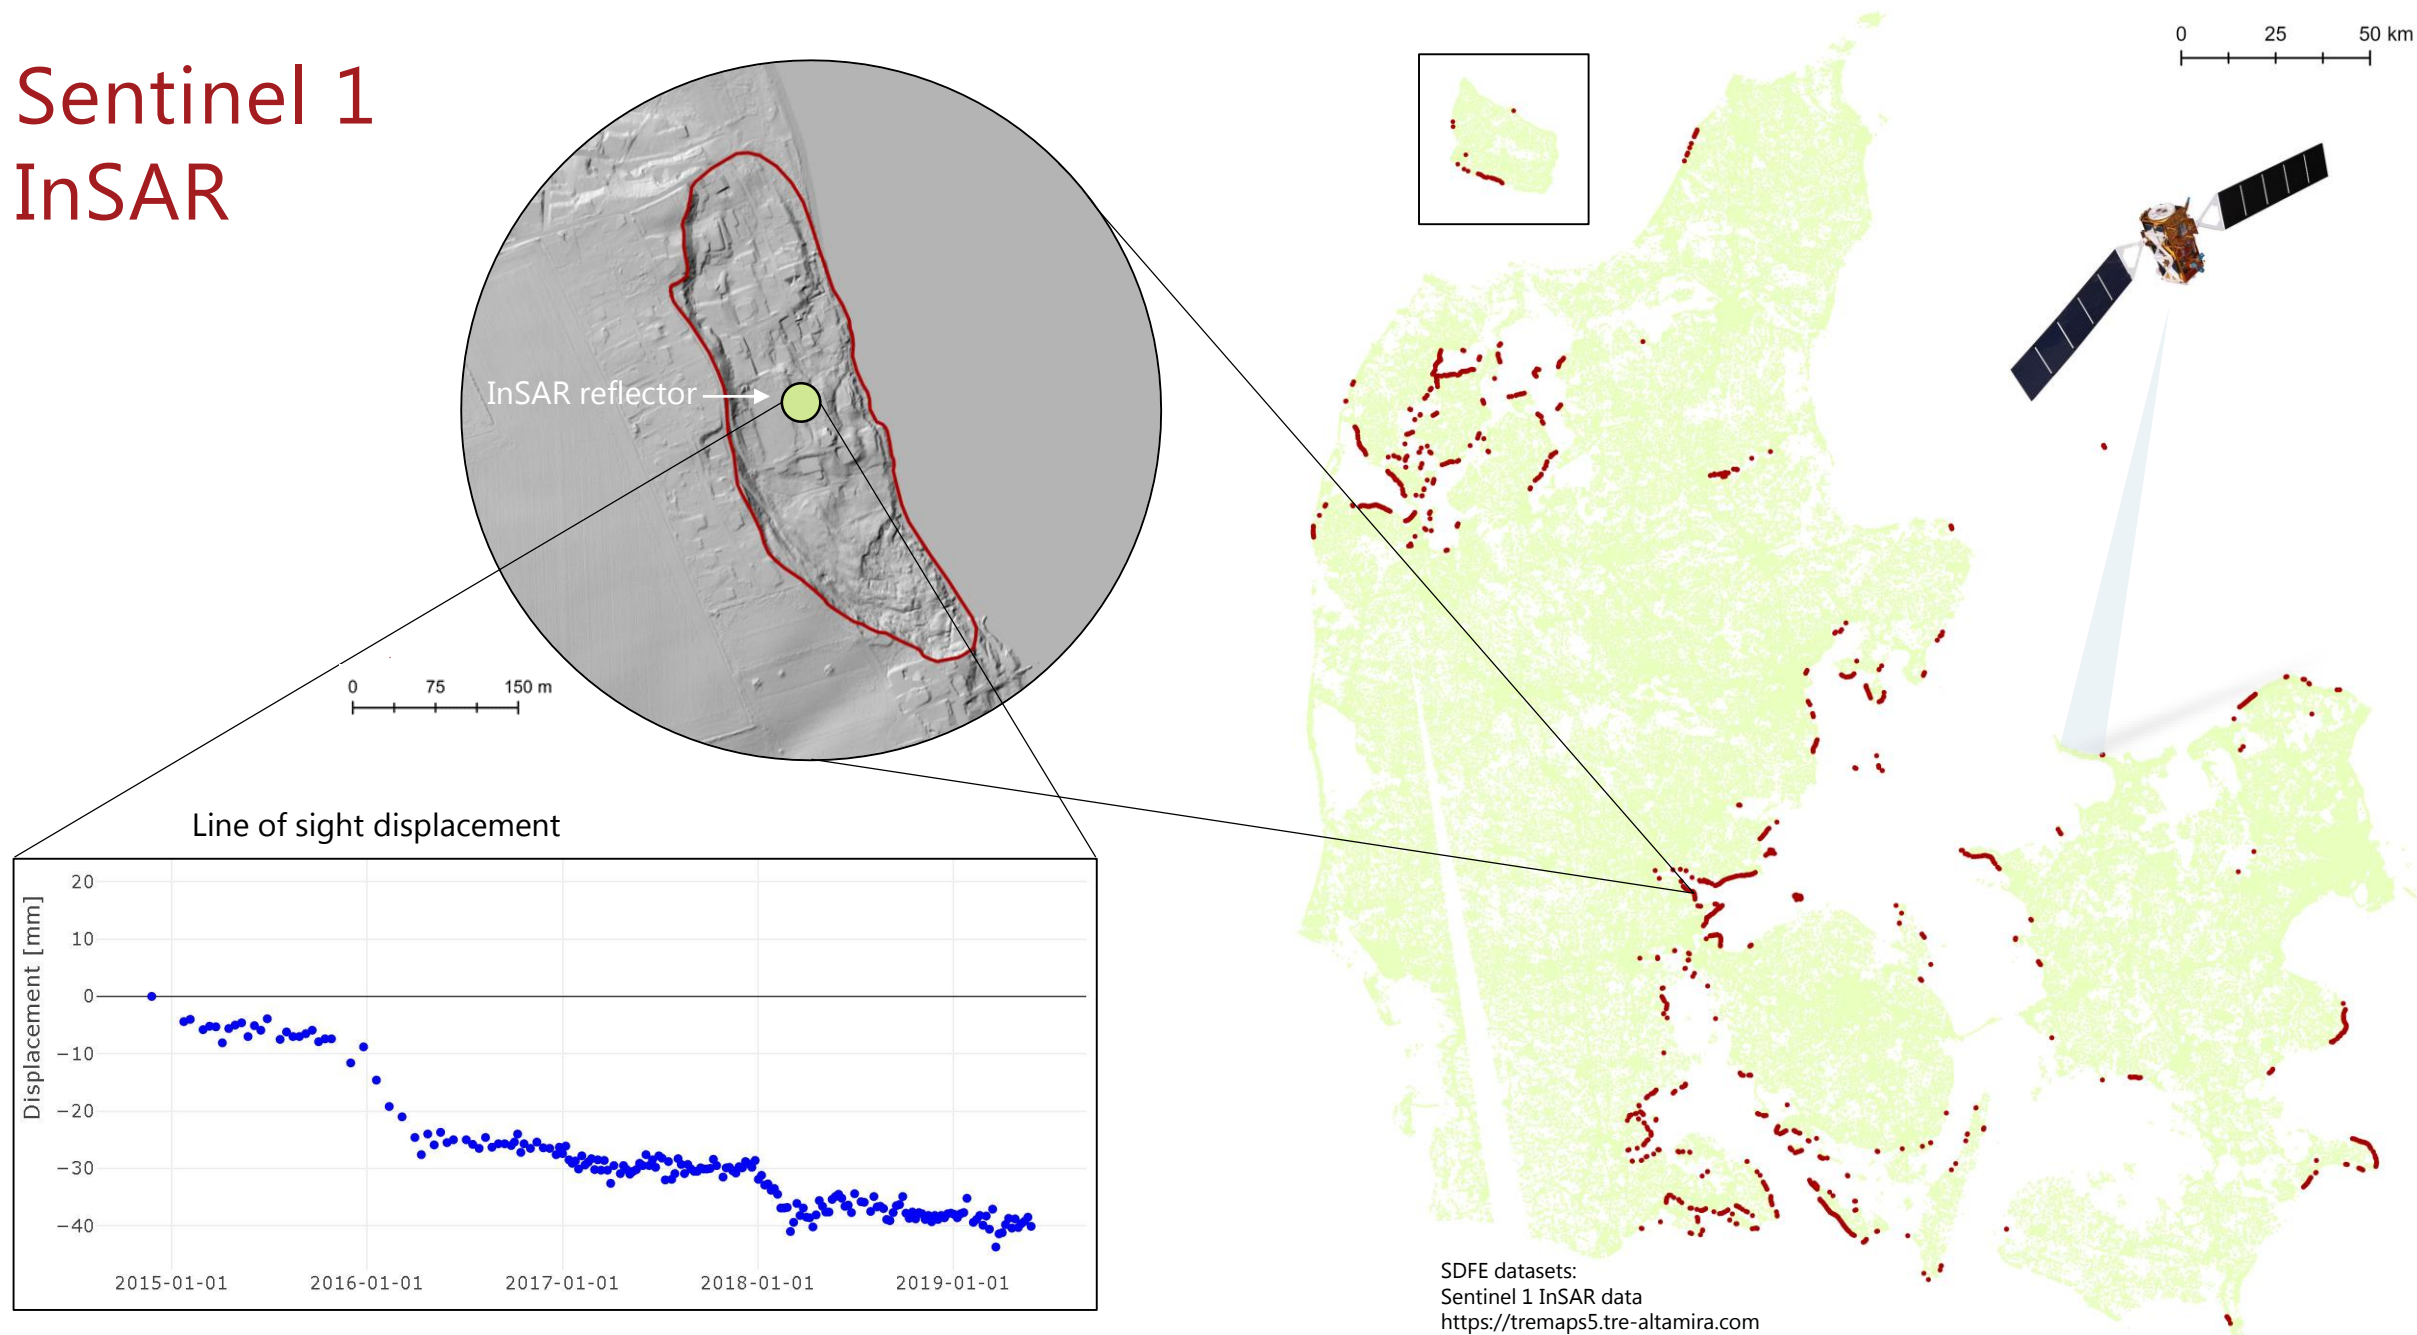 Sentinel 1
InSAR
0 25 50 km
InSAR reflector
0 75 150 m
Line of sight displacement
Displacement [mm]
20
10
0
−10
−20
−30
−40
2015-01-01 2016-01-01 2017-01-01 2018-01-01 2019-01-01
SDFE datasets:
Sentinel 1 InSAR data
https://tremaps5.tre-altamira.com